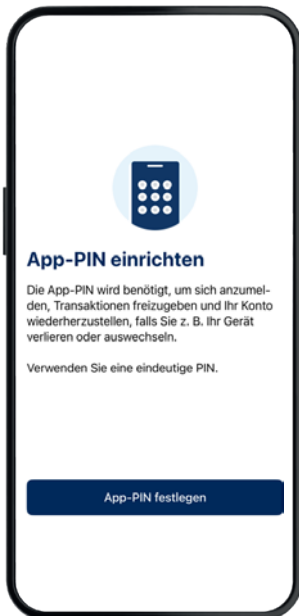 App-PIN einrichten
Die App-PIN wird benötigt, um sich anzumel-
den, Transaktionen freizugeben und Ihr Konto
wiederherzustellen, falls Sie z. B. Ihr Gerät
verlieren oder auswechseln.
Verwenden Sie eine eindeutige PIN.
App-PIN festlegen